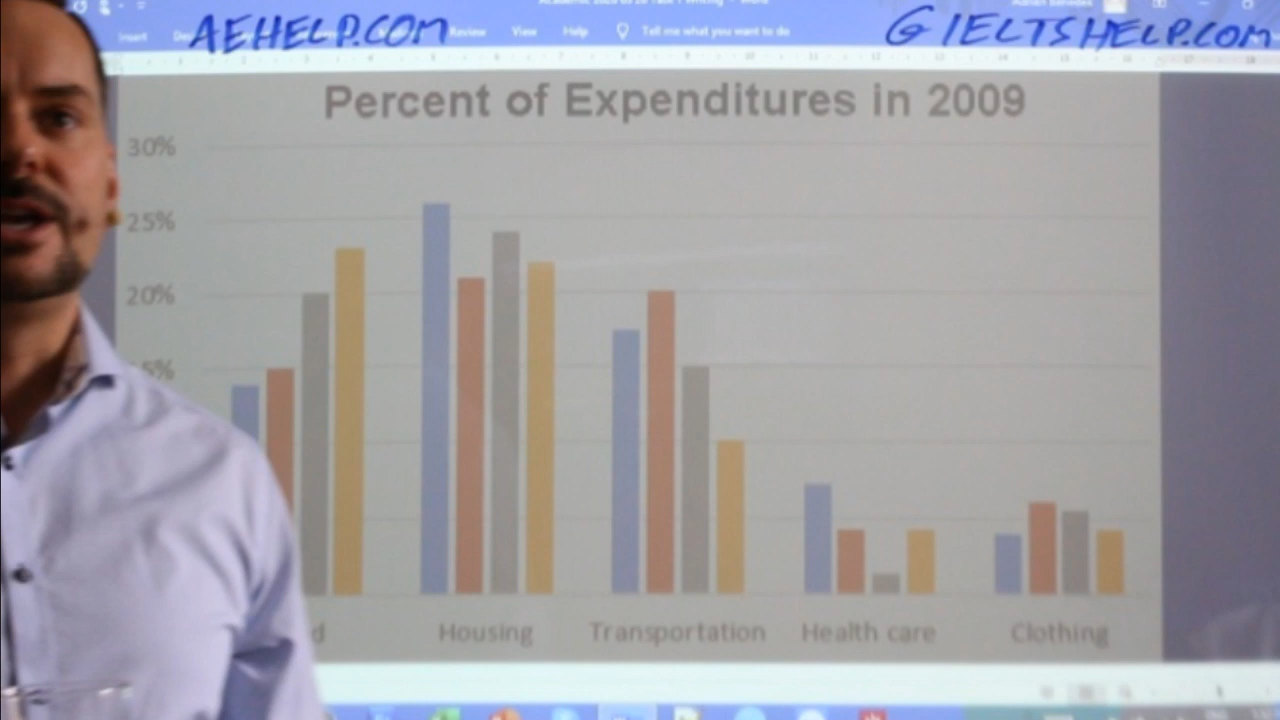 AEHELP.COM
GIELTSHELP.COM
Insert
Review View Help Tell me what you want to do
Percent of Expenditures in 2009
30%
25%
20%
5%
d Housing Transportation Health care Clothing